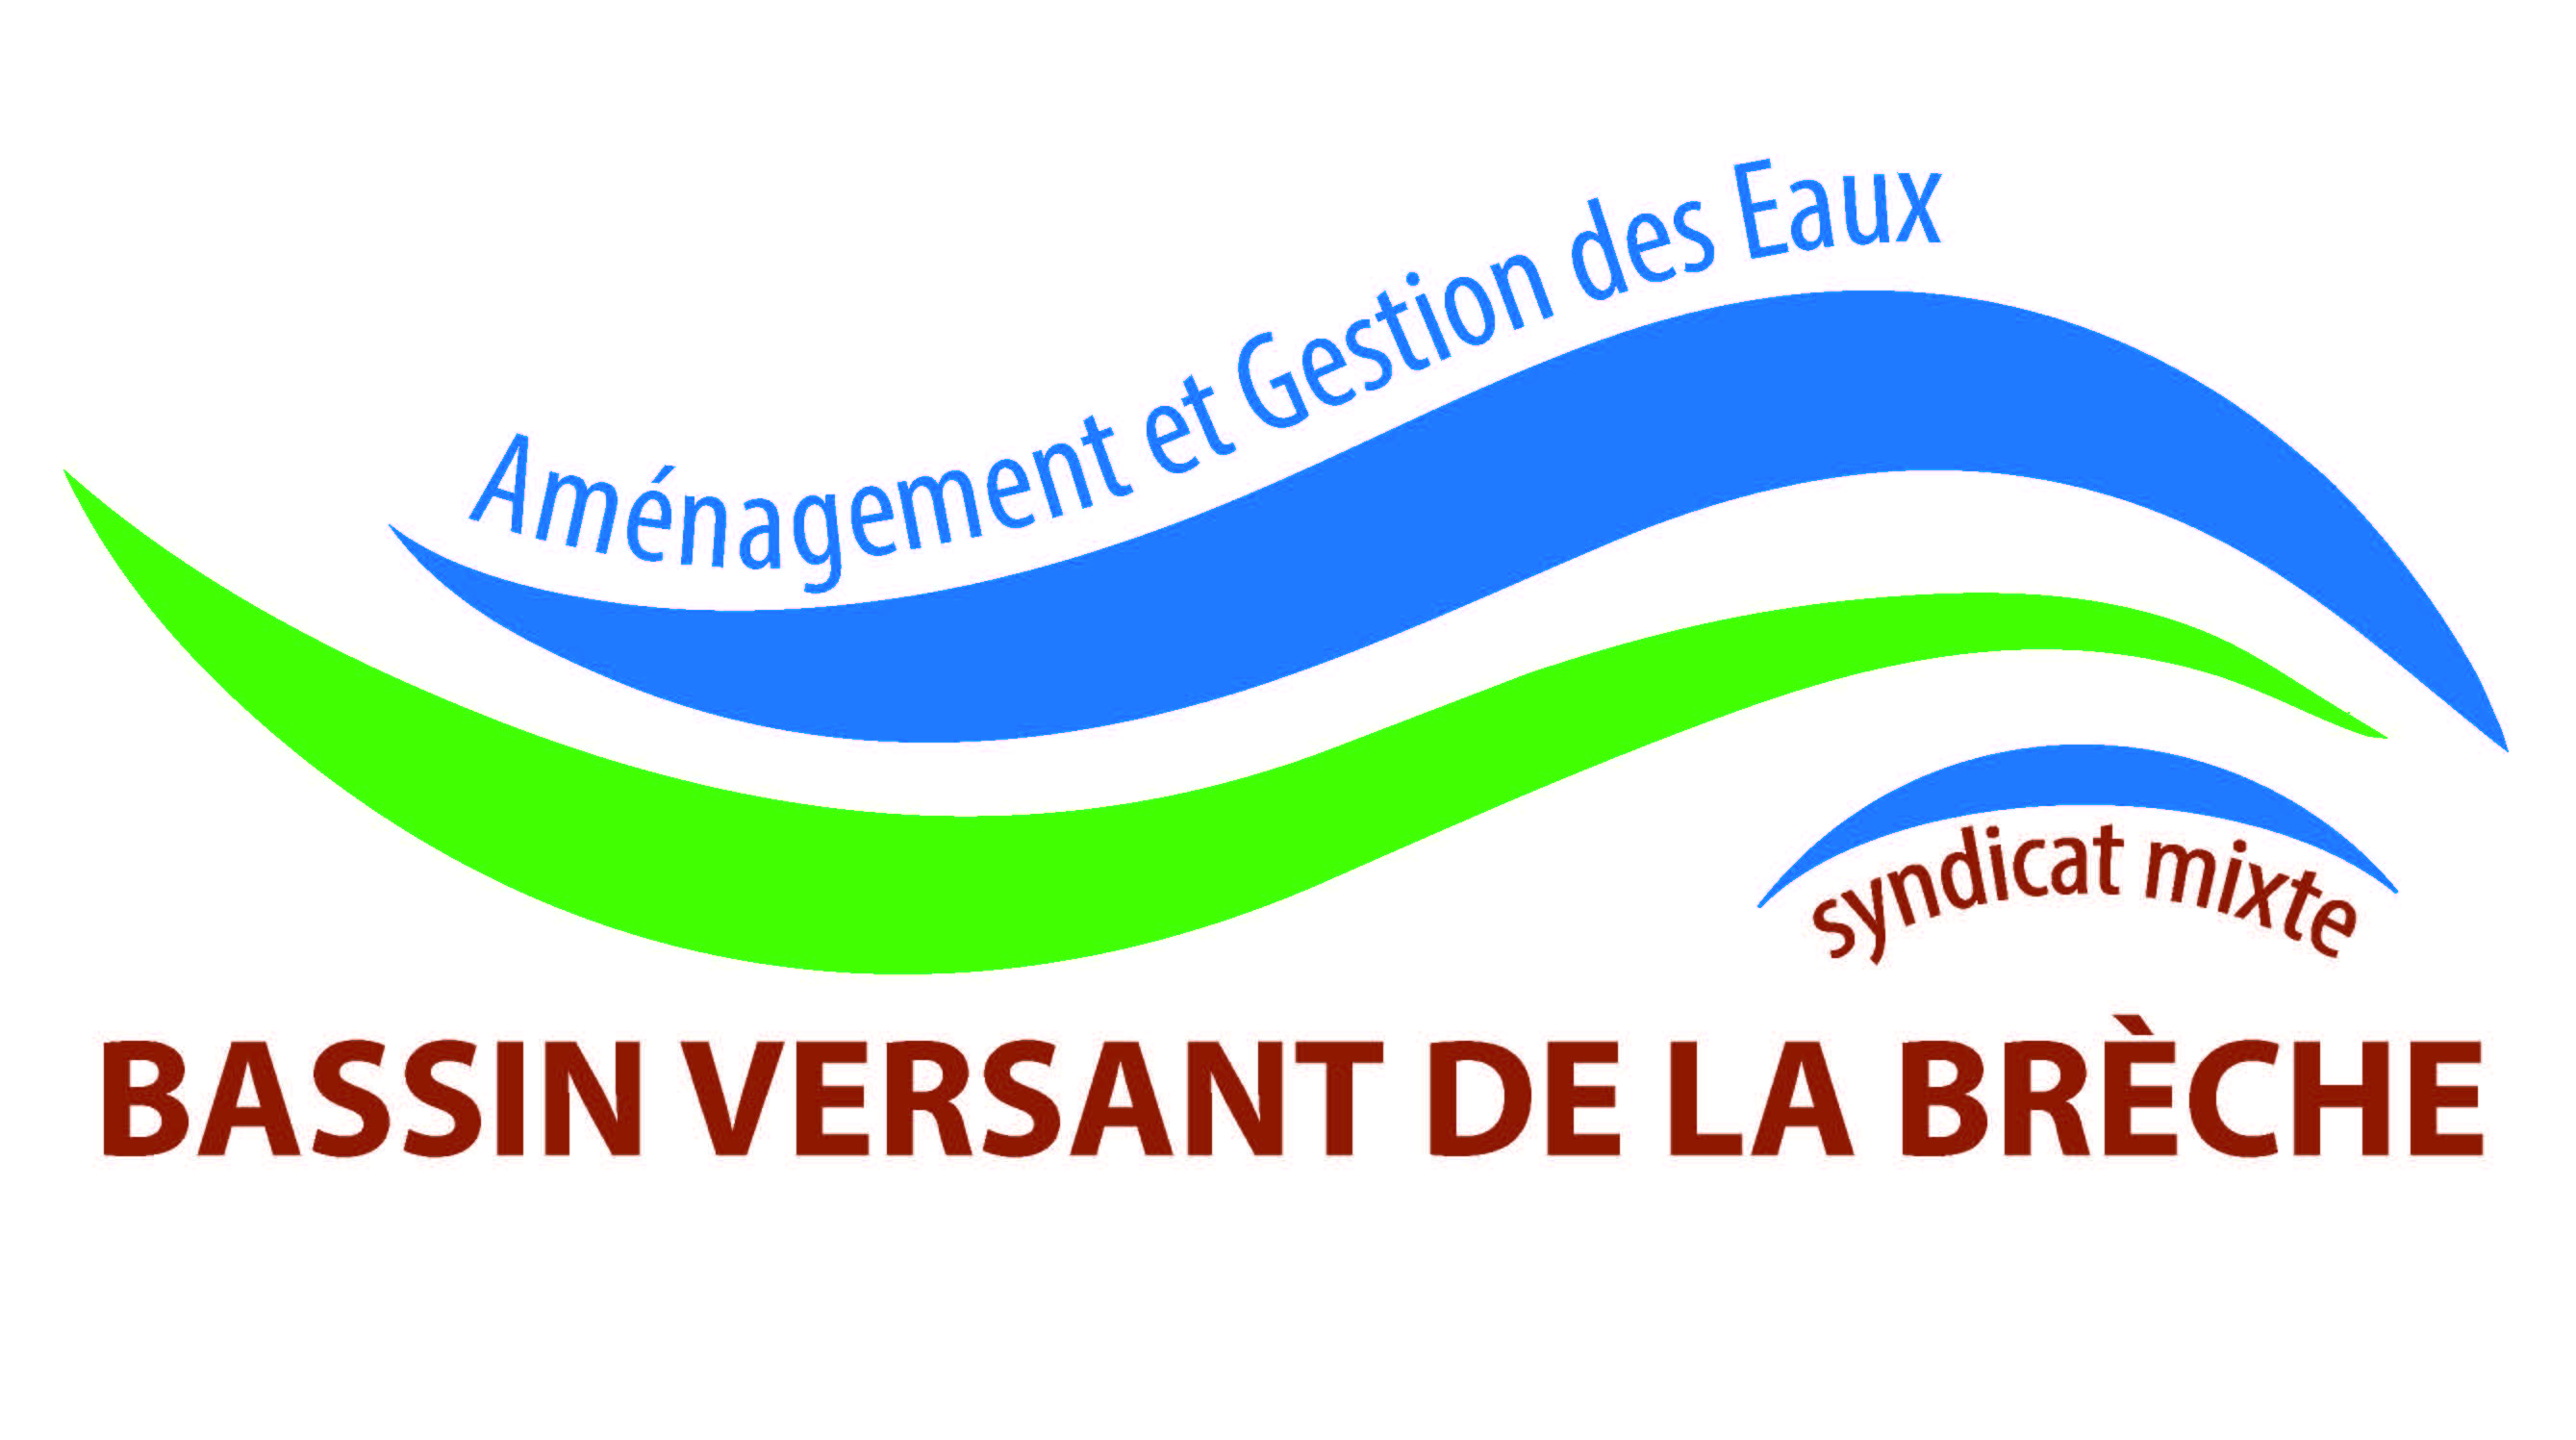 Aménagement et Gestion des Eaux
syndicat mixte
BASSIN VERSANT DE LA BRÈCHE